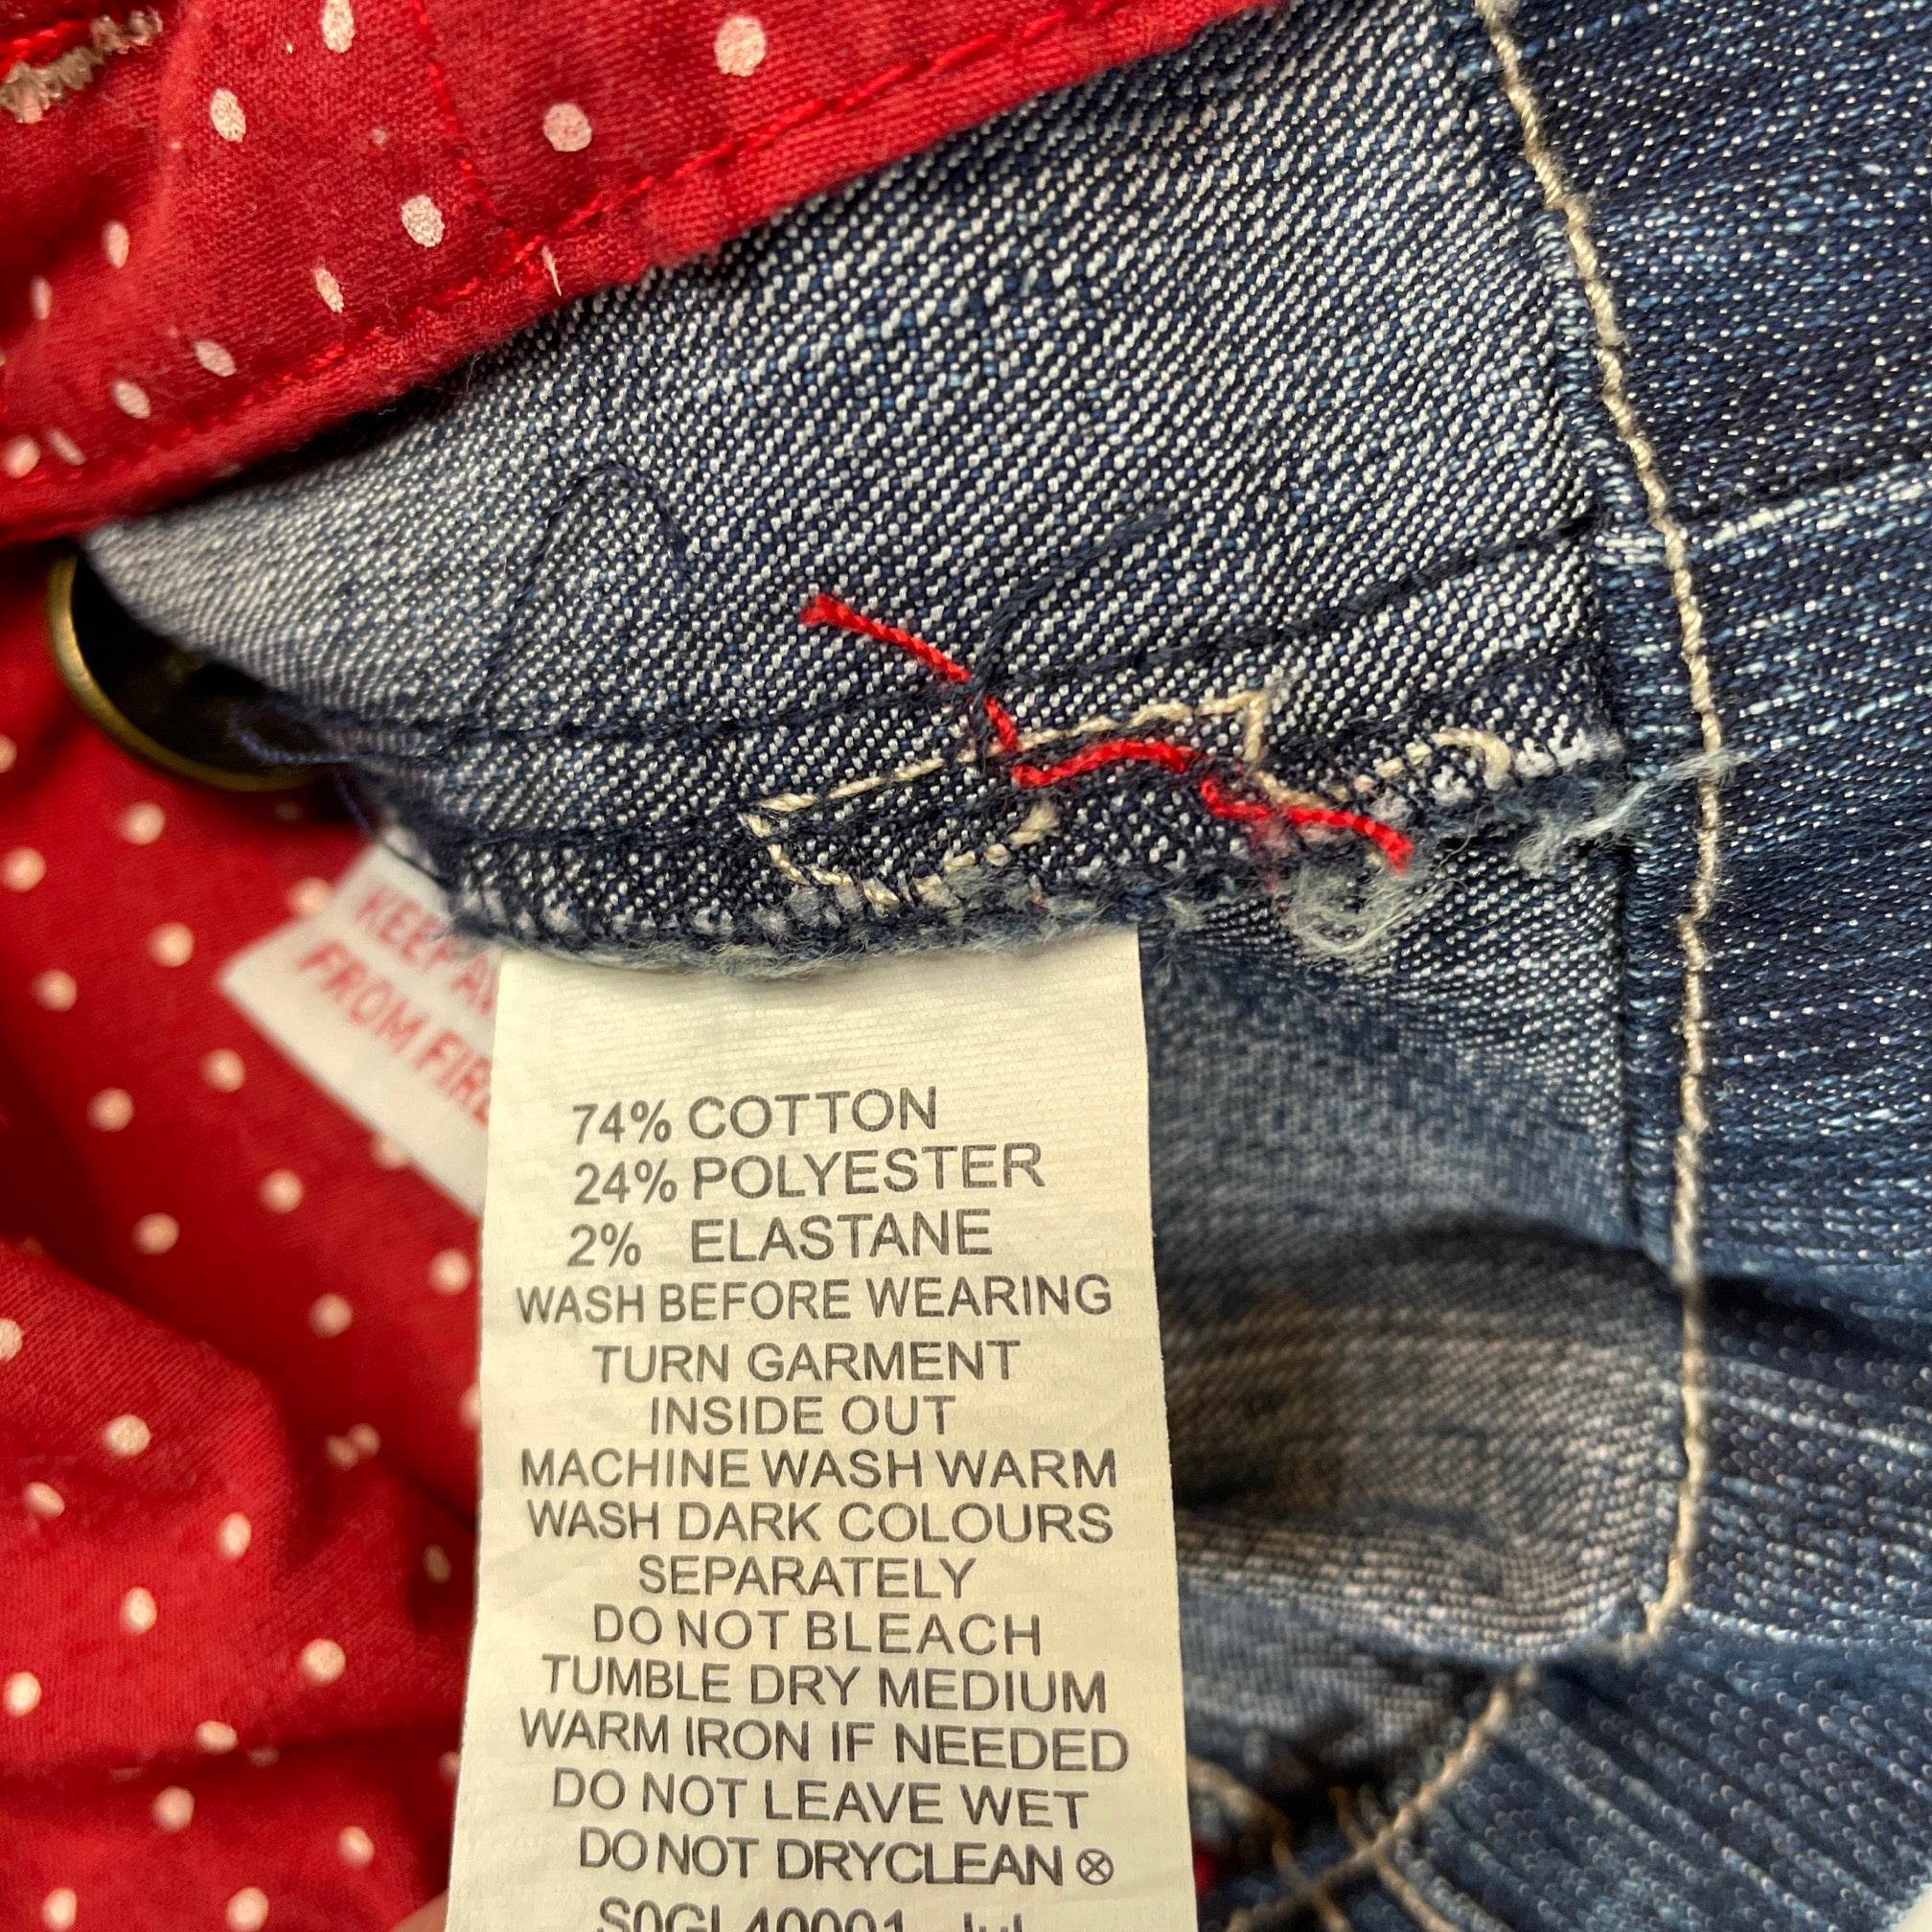 KEEP
FROM FIRE
74% COTTON
24% POLYESTER
2% ELASTANE
WASH BEFORE WEARING
TURN GARMENT
INSIDE OUT
MACHINE WASH WARM
WASH DARK COLOURS
SEPARATELY
DO NOT BLEACH
TUMBLE DRY MEDIUM
WARM IRON IF NEEDED
DO NOT LEAVE WET
DO NOT DRYCLEAN ⊗